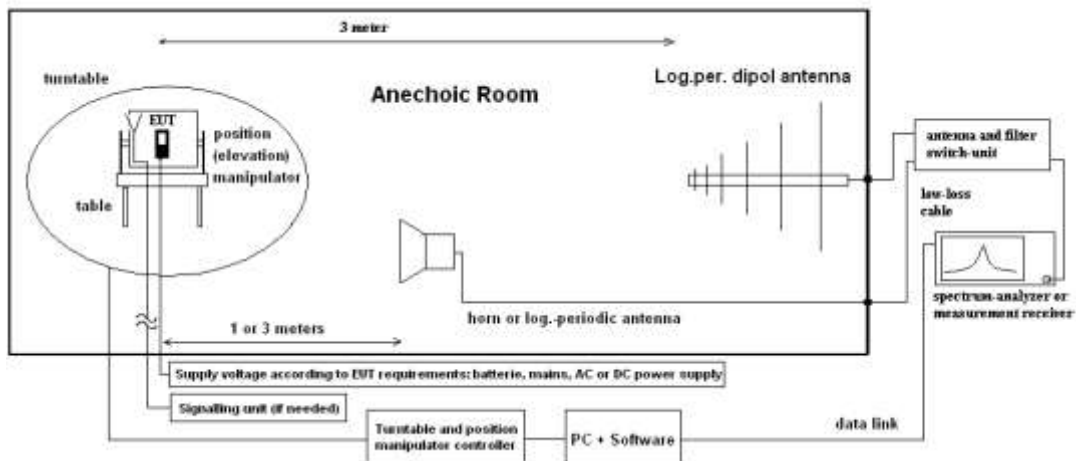 3 meter
turntable
Log.per. dipol antenna
Anechoic Room
EUT
position
(elevation)
manipulator
antenna and filter
switch-unit
table
low-loss
cable
spectrum-analyzer or
measurement receiver
horn or log.-periodic antenna
1 or 3 meters
Supply voltage according to EUT requirements: batterie, mains, AC or DC power supply
Signalling unit (if needed)
Turntable and position
manipulator controller
PC + Software
data link